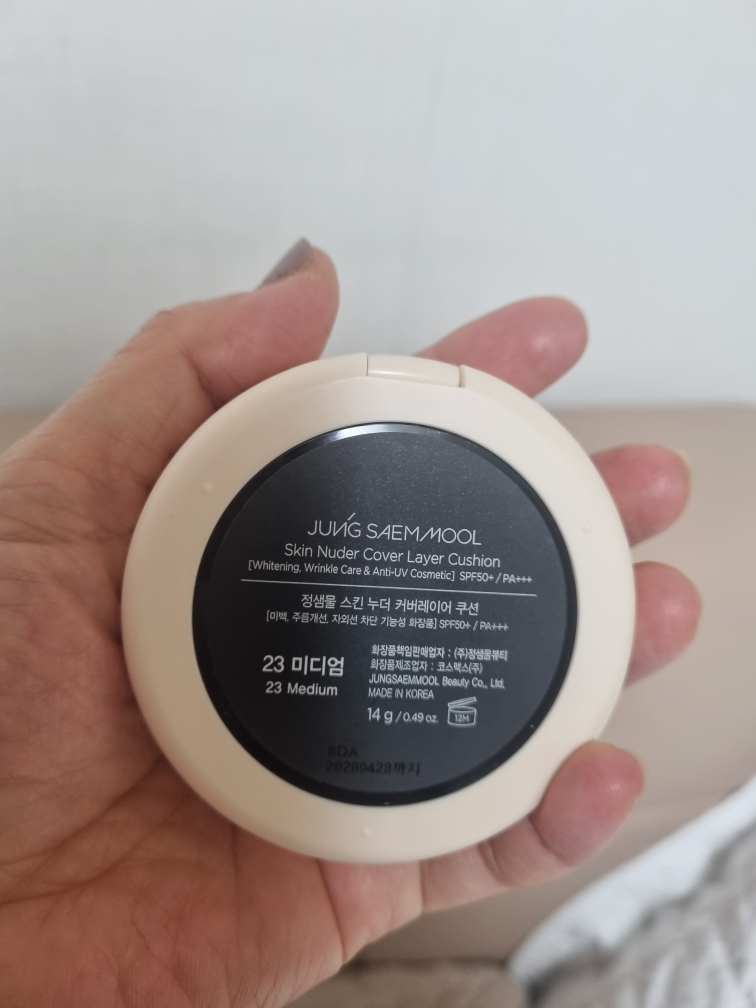 JUNG SAEMMOOL
Skin Nuder Cover Layer Cushion
[Whitening, Wrinkle Care & Anti-UV Cosmetic] SPF50+ / PA+++
정샘물 스킨 누더 커버레이어 쿠션
[미백, 주름개선, 자외선 차단 기능성 화장품] SPF50+ / PA+++
23 미디엄
23 Medium
화장품책임판매업자 : (주)정샘물뷰티
화장품제조업자 : 코스맥스(주)
JUNGSAEMMOOL Beauty Co., Ltd.
MADE IN KOREA
14 g / 0.49 oz. 12M
BDA
20280428까지